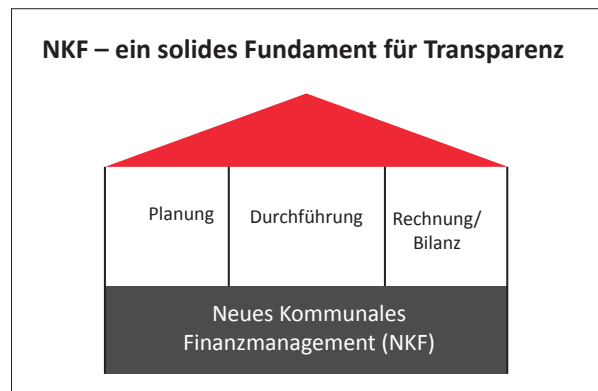 NKF – ein solides Fundament für Transparenz
Planung
Durchführung
Rechnung/
Bilanz
Neues Kommunales
Finanzmanagement (NKF)